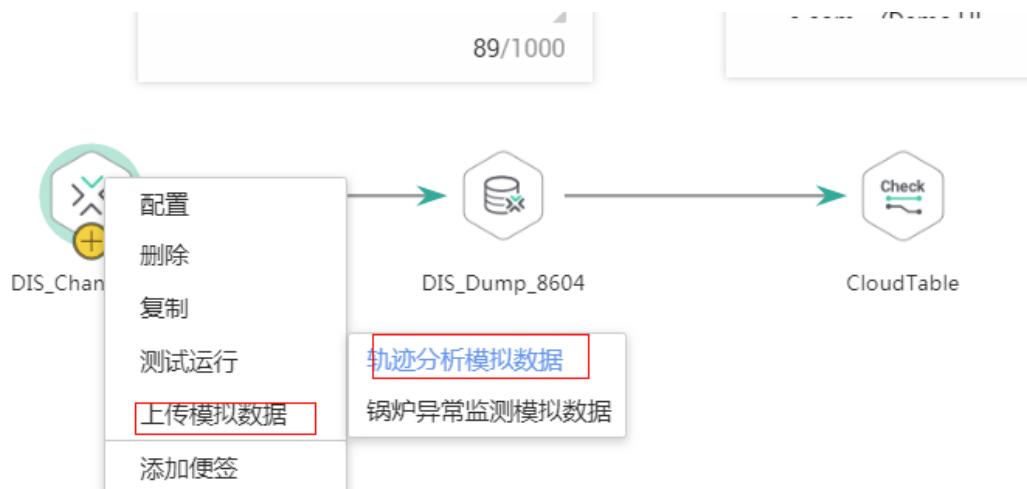 89/1000
配置
删除
复制
测试运行
上传模拟数据
添加便签
轨迹分析模拟数据
锅炉异常监测模拟数据
DIS_Chan
DIS_Dump_8604
Check
CloudTable